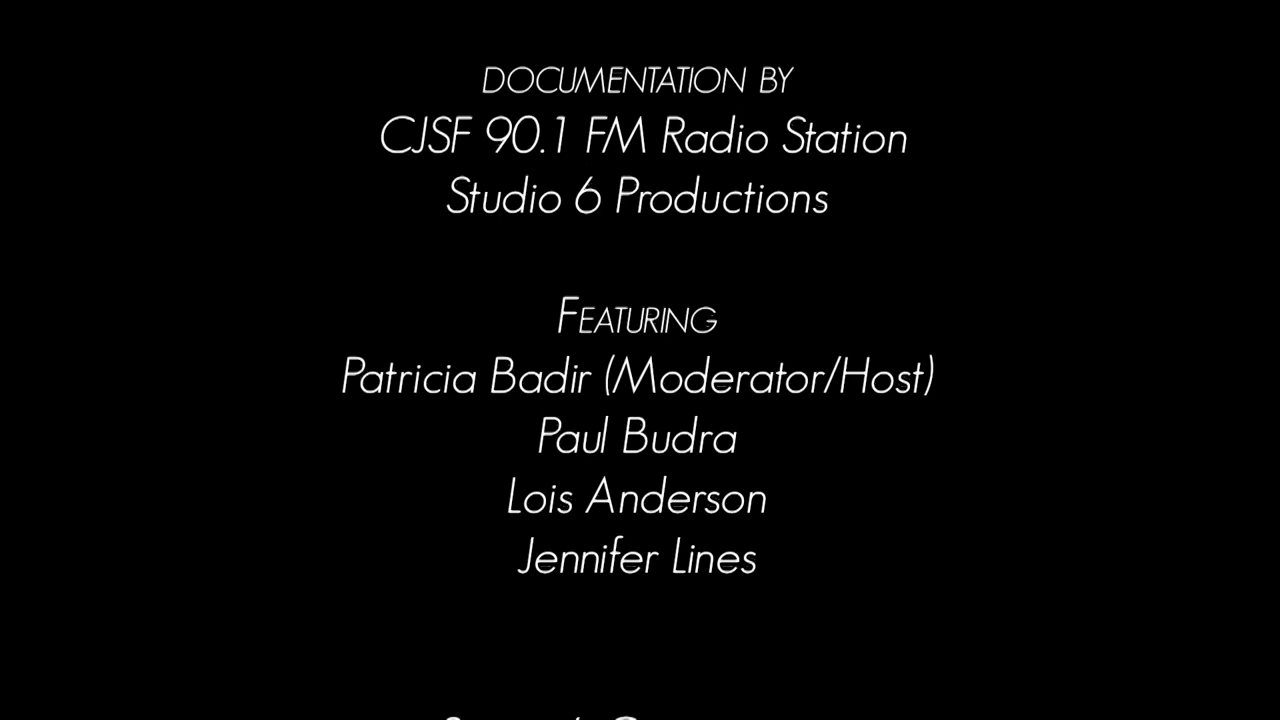 DOCUMENTATION BY
CJSF 90.1 FM Radio Station
Studio 6 Productions
FEATURING
Patricia Badir (Moderator/Host)
Paul Budra
Lois Anderson
Jennifer Lines